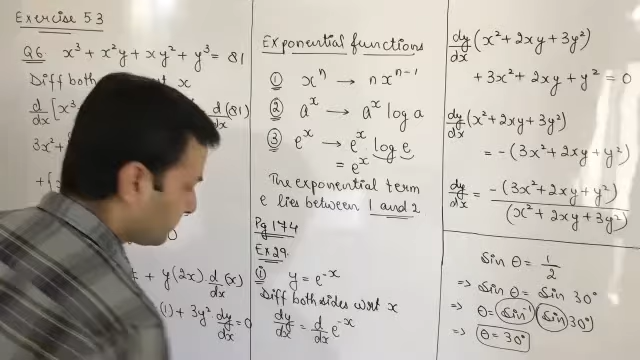 Exercise 5.3
Q6. x³ + x²y + xy² + y³ = 81
Diff both x
d/dx [x³ d/dx (81)
3x² +
+{
0
+ y(2x). d/dx (x)
(1) + 3y² dy/dx = 0
Exponential functions
① xⁿ → nxⁿ⁻¹
② aˣ → aˣ log a
③ eˣ → eˣ log e
= eˣ
The exponential term
e lies between 1 and 2
Pg 174
Ex 29.
① y = e⁻ˣ
Diff both sides wrt x
dy/dx = d/dx e⁻ˣ
dy/dx (x² + 2xy + 3y²)
+ 3x² + 2xy + y² = 0
dy/dx (x² + 2xy + 3y²)
= -(3x² + 2xy + y²)
dy/dx = -(3x² + 2xy + y²) / (x² + 2xy + 3y²)
Sin θ = 1/2
⇒ Sin θ = Sin 30°
⇒ θ = Sin⁻¹ (Sin 30°)
⇒ θ = 30°